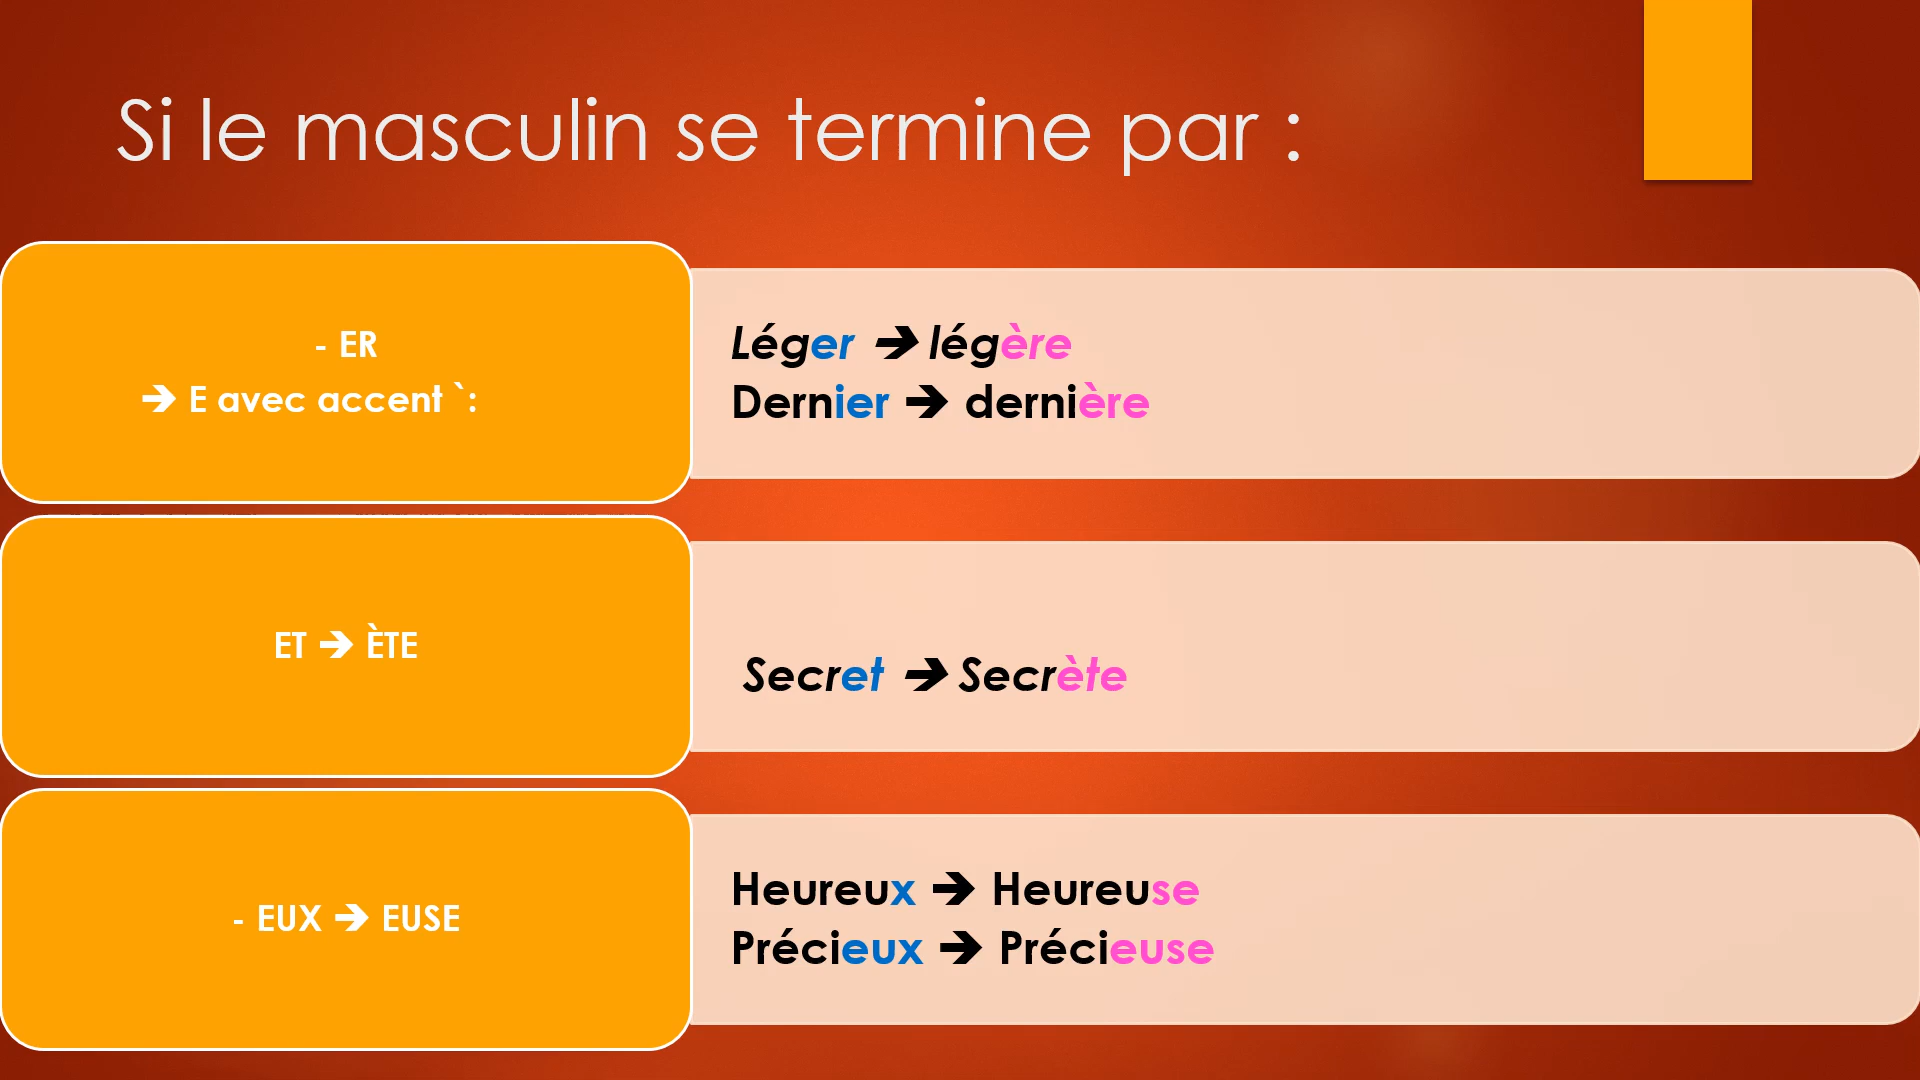 Si le masculin se termine par :
- ER
➔ E avec accent `:
Léger ➔ légère
Dernier ➔ dernière
ET ➔ ÈTE
Secret ➔ Secrète
- EUX ➔ EUSE
Heureux ➔ Heureuse
Précieux ➔ Précieuse